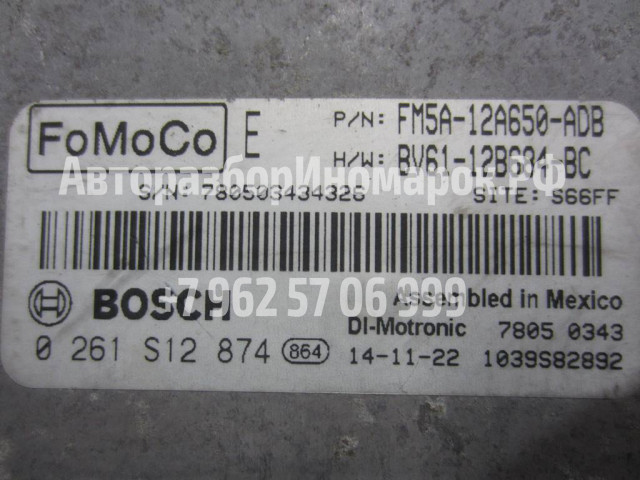 FoMoCo E P/N: FM5A-12A650-ADB
H/W: BV61-12B684-BC
АвторазборИномарок.РФ
S/N: 78050S434326 SITE: S66FF
+7 962 57 06 999
BOSCH Assembled in Mexico
DI-Motronic 7805 0343
0 261 S12 874 864 14-11-22 1039S82892